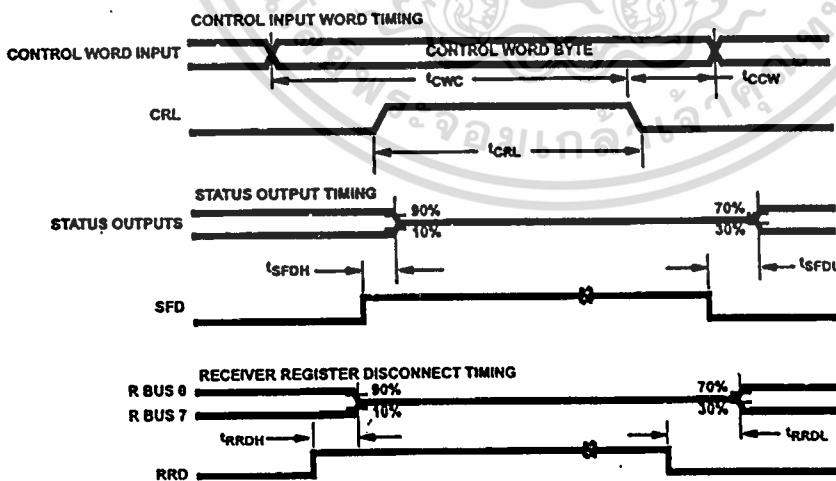 CONTROL INPUT WORD TIMING
CONTROL WORD INPUT
CONTROL WORD BYTE
tCWC
tCCW
CRL
tCRL
STATUS OUTPUT TIMING
STATUS OUTPUTS
90%
70%
10%
30%
tSFDH
tSFDL
SFD
RECEIVER REGISTER DISCONNECT TIMING
R BUS 0
90%
70%
R BUS 7
10%
30%
tRRDH
tRRDL
RRD